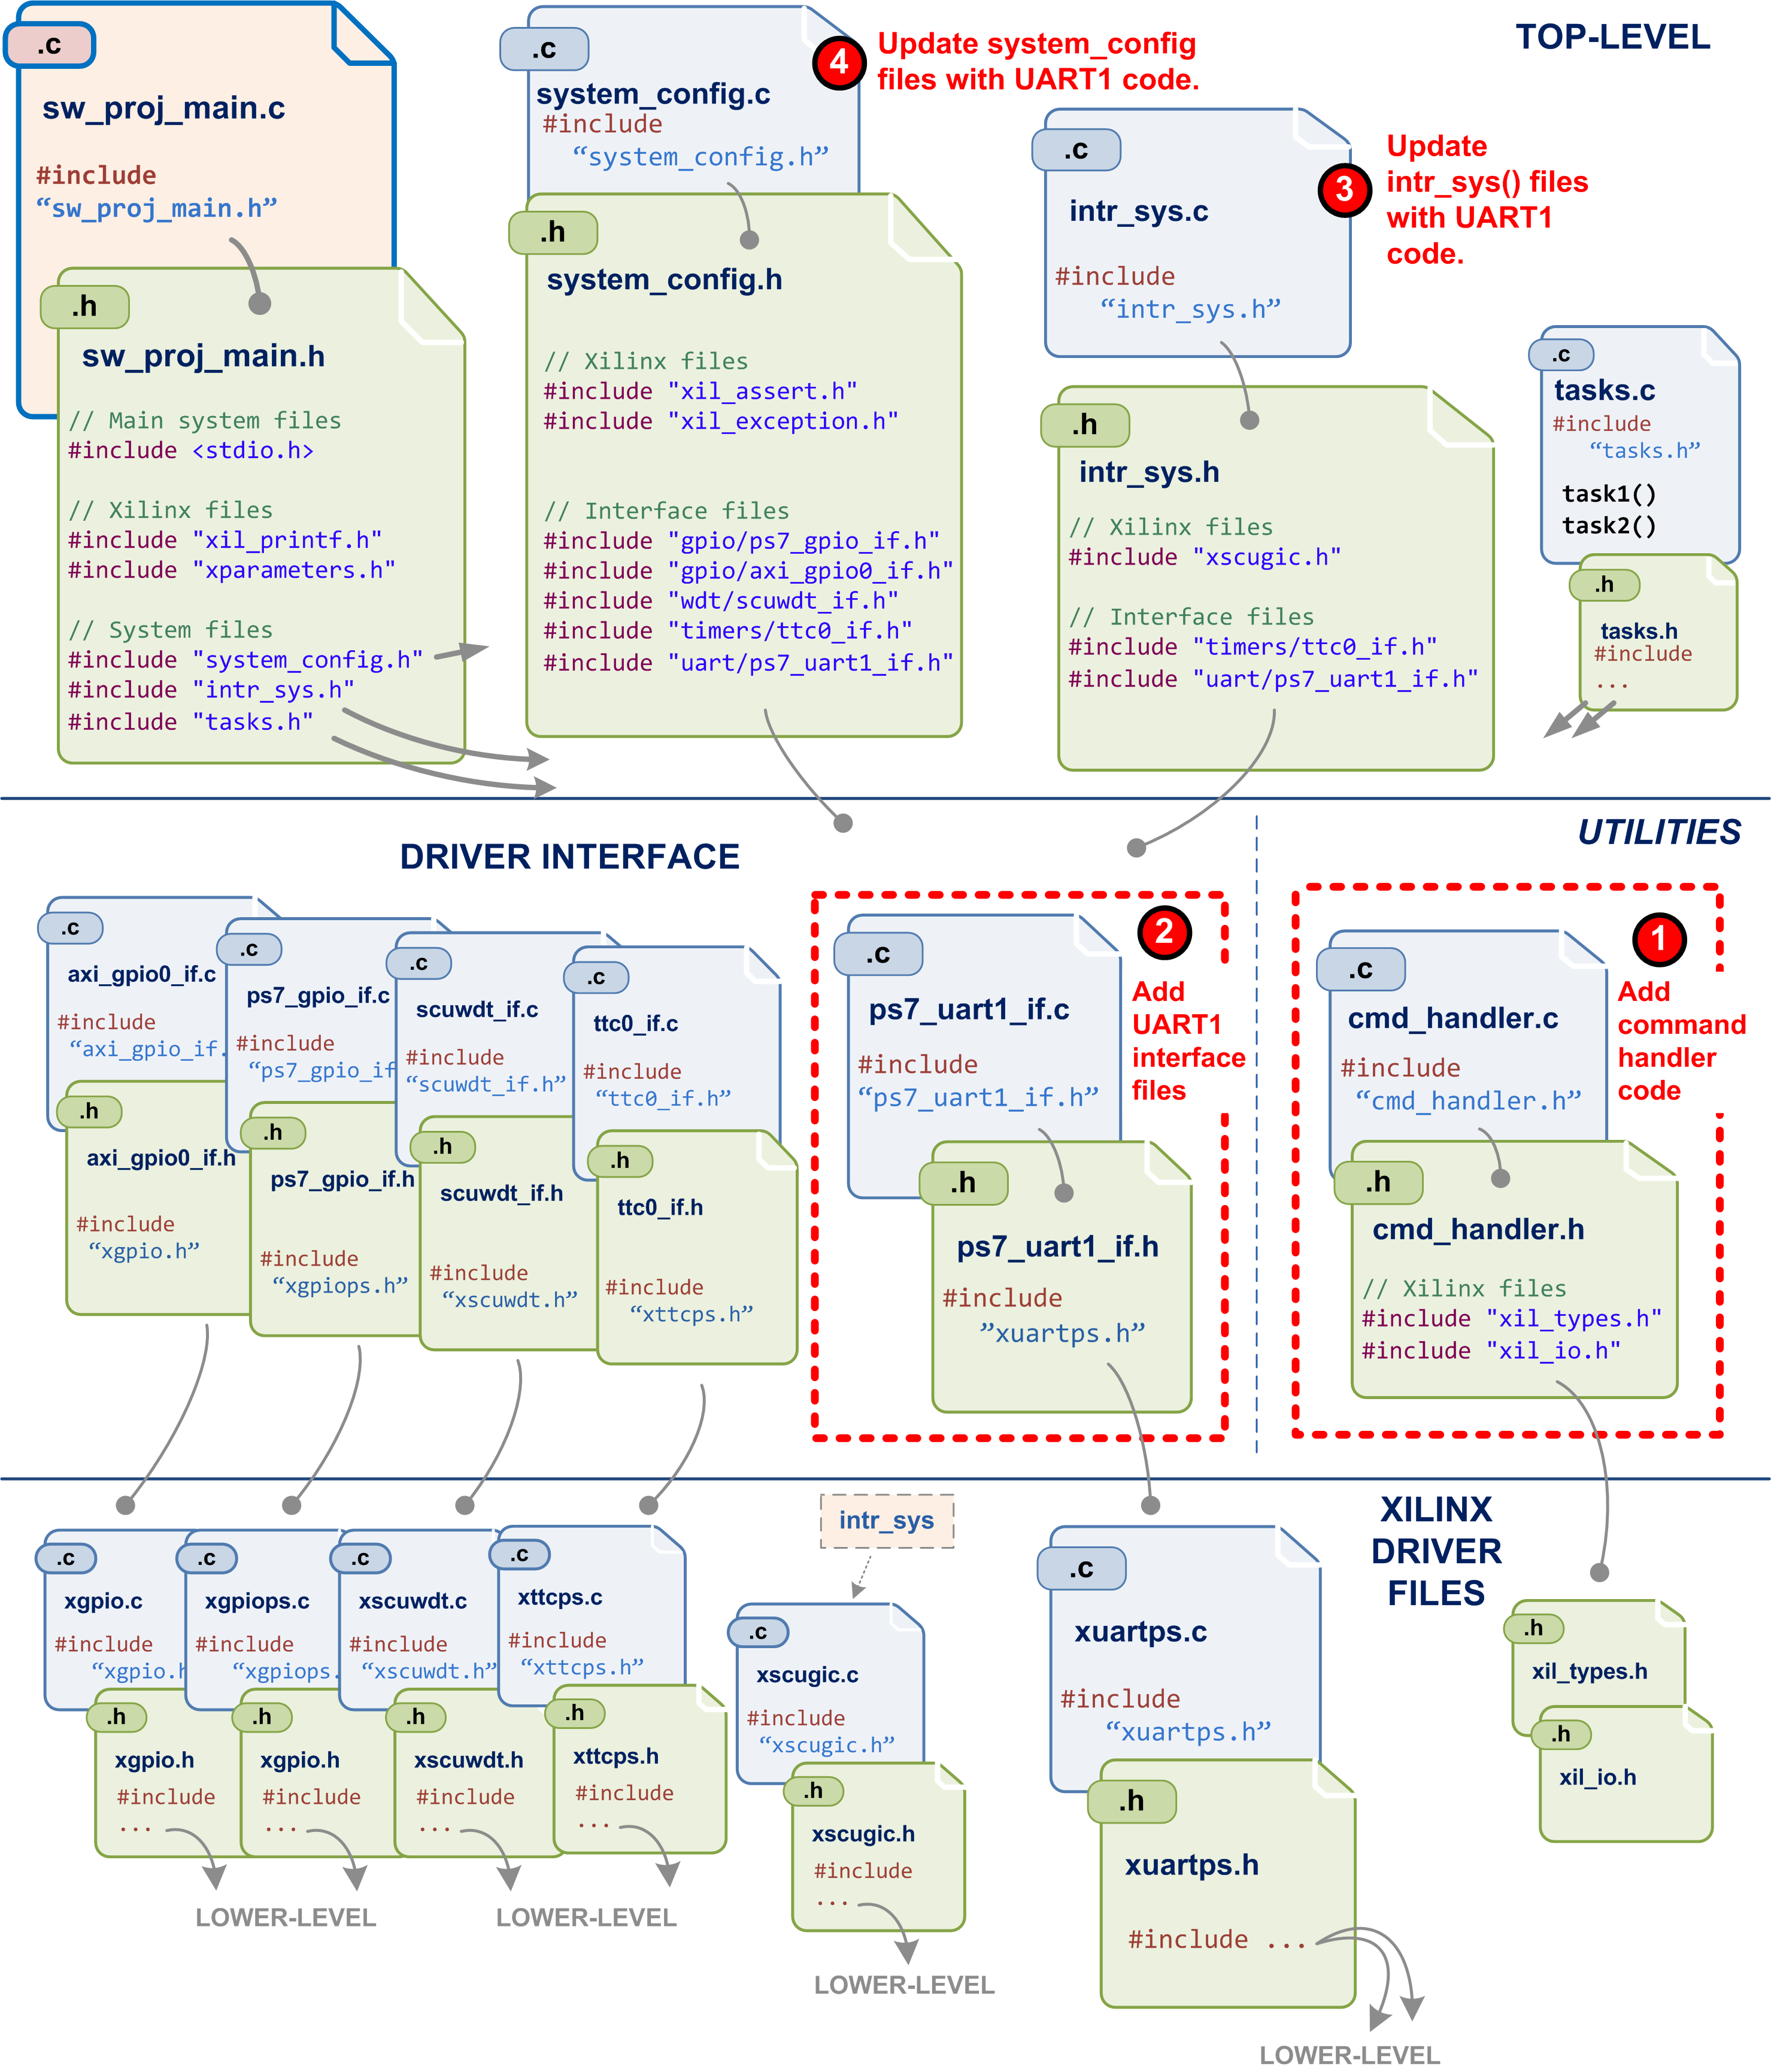 TOP-LEVEL
.c
sw_proj_main.c
#include
“sw_proj_main.h”
.h
sw_proj_main.h
// Main system files
#include <stdio.h>
// Xilinx files
#include "xil_printf.h"
#include "xparameters.h"
// System files
#include "system_config.h"
#include "intr_sys.h"
#include "tasks.h"
.c
system_config.c
#include
“system_config.h”
4
Update system_config
files with UART1 code.
.h
system_config.h
// Xilinx files
#include "xil_assert.h"
#include "xil_exception.h"
// Interface files
#include "gpio/ps7_gpio_if.h"
#include "gpio/axi_gpio0_if.h"
#include "wdt/scuwdt_if.h"
#include "timers/ttc0_if.h"
#include "uart/ps7_uart1_if.h"
.c
intr_sys.c
#include
“intr_sys.h”
3
Update
intr_sys() files
with UART1
code.
.h
intr_sys.h
// Xilinx files
#include "xscugic.h"
// Interface files
#include "timers/ttc0_if.h"
#include "uart/ps7_uart1_if.h"
.c
tasks.c
#include
“tasks.h”
task1()
task2()
.h
tasks.h
#include
...
DRIVER INTERFACE
UTILITIES
.c
axi_gpio0_if.c
#include
“axi_gpio_if.
.h
axi_gpio0_if.h
#include
“xgpio.h”
.c
ps7_gpio_if.c
#include
“ps7_gpio_if
.h
ps7_gpio_if.h
#include
“xgpiops.h”
.c
scuwdt_if.c
#include
“scuwdt_if.h”
.h
scuwdt_if.h
#include
“xscuwdt.h”
.c
ttc0_if.c
#include
“ttc0_if.h”
.h
ttc0_if.h
#include
“xttcps.h”
.c
ps7_uart1_if.c
#include
“ps7_uart1_if.h”
2
Add
UART1
interface
files
.h
ps7_uart1_if.h
#include
”xuartps.h”
.c
cmd_handler.c
#include
“cmd_handler.h”
1
Add
command
handler
code
.h
cmd_handler.h
// Xilinx files
#include "xil_types.h"
#include "xil_io.h"
XILINX
DRIVER
FILES
.c
xgpio.c
#include
“xgpio.h
.h
xgpio.h
#include
...
.c
xgpiops.c
#include
“xgpiops.
.h
xgpio.h
#include
...
LOWER-LEVEL
.c
xscuwdt.c
#include
“xscuwdt.h”
.h
xscuwdt.h
#include
...
.c
xttcps.c
#include
“xttcps.h”
.h
xttcps.h
#include
...
LOWER-LEVEL
intr_sys
.c
xscugic.c
#include
“xscugic.h”
.h
xscugic.h
#include
...
LOWER-LEVEL
.c
xuartps.c
#include
“xuartps.h”
.h
xuartps.h
#include ...
LOWER-LEVEL
.h
xil_types.h
.h
xil_io.h